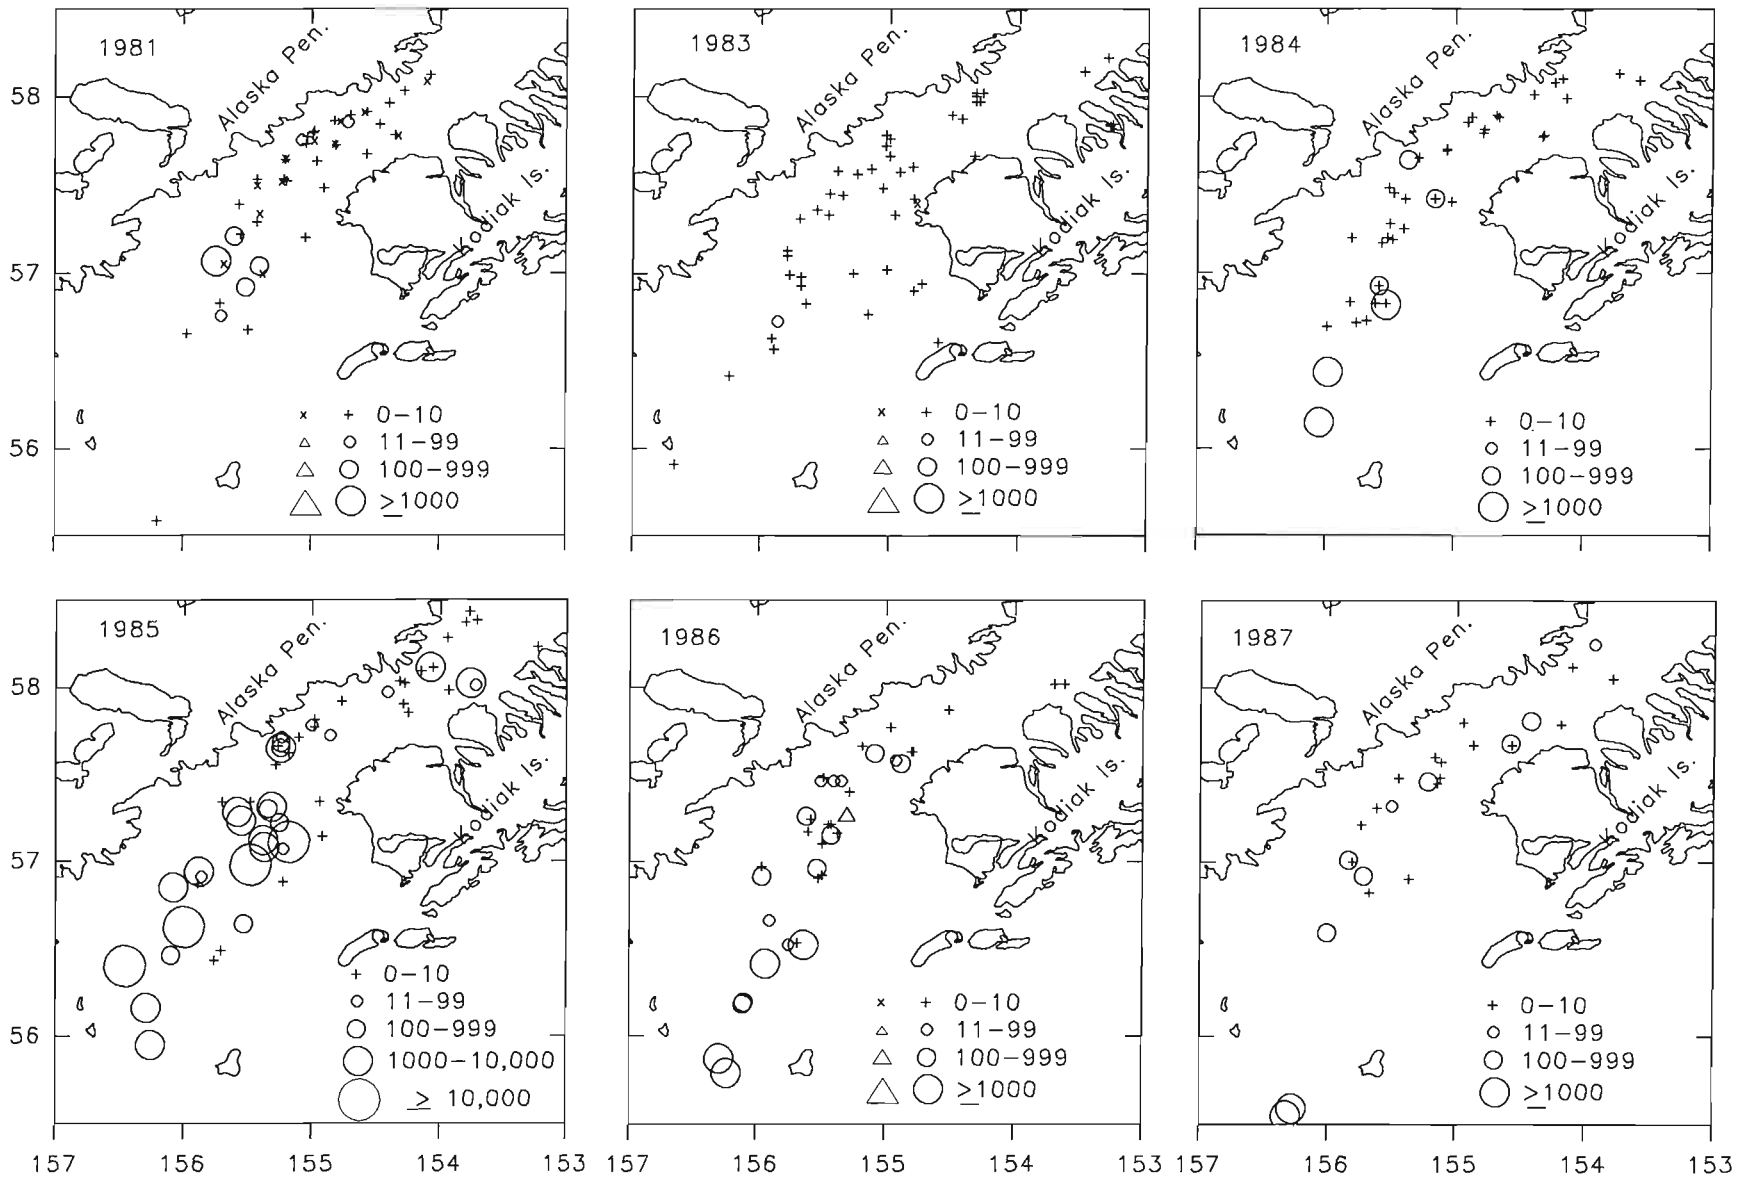 1981
Alaska Pen.
58
57
56
Kodiak Is.
× + 0-10
11-99
100-999
≥1000
1983
Alaska Pen.
Kodiak Is.
× + 0-10
11-99
100-999
≥1000
1984
Alaska Pen.
Kodiak Is.
+ 0-10
11-99
100-999
≥1000
1985
Alaska Pen.
58
57
56
Kodiak Is.
+ 0-10
11-99
100-999
1000-10,000
≥ 10,000
157 156 155 154 153
1986
Alaska Pen.
Kodiak Is.
× + 0-10
11-99
100-999
≥1000
157 156 155 154 153
1987
Alaska Pen.
Kodiak Is.
+ 0-10
11-99
100-999
≥1000
157 156 155 154 153